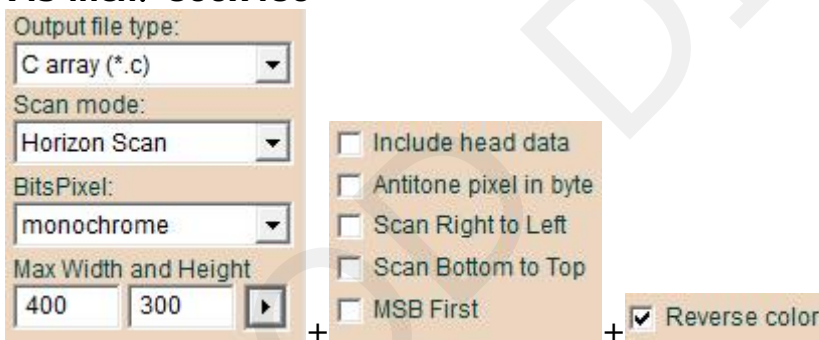 Output file type:
C array (*.c)
Scan mode:
Horizon Scan
BitsPixel:
monochrome
Max Width and Height
400 300
+
Include head data
Antitone pixel in byte
Scan Right to Left
Scan Bottom to Top
MSB First
+
Reverse color